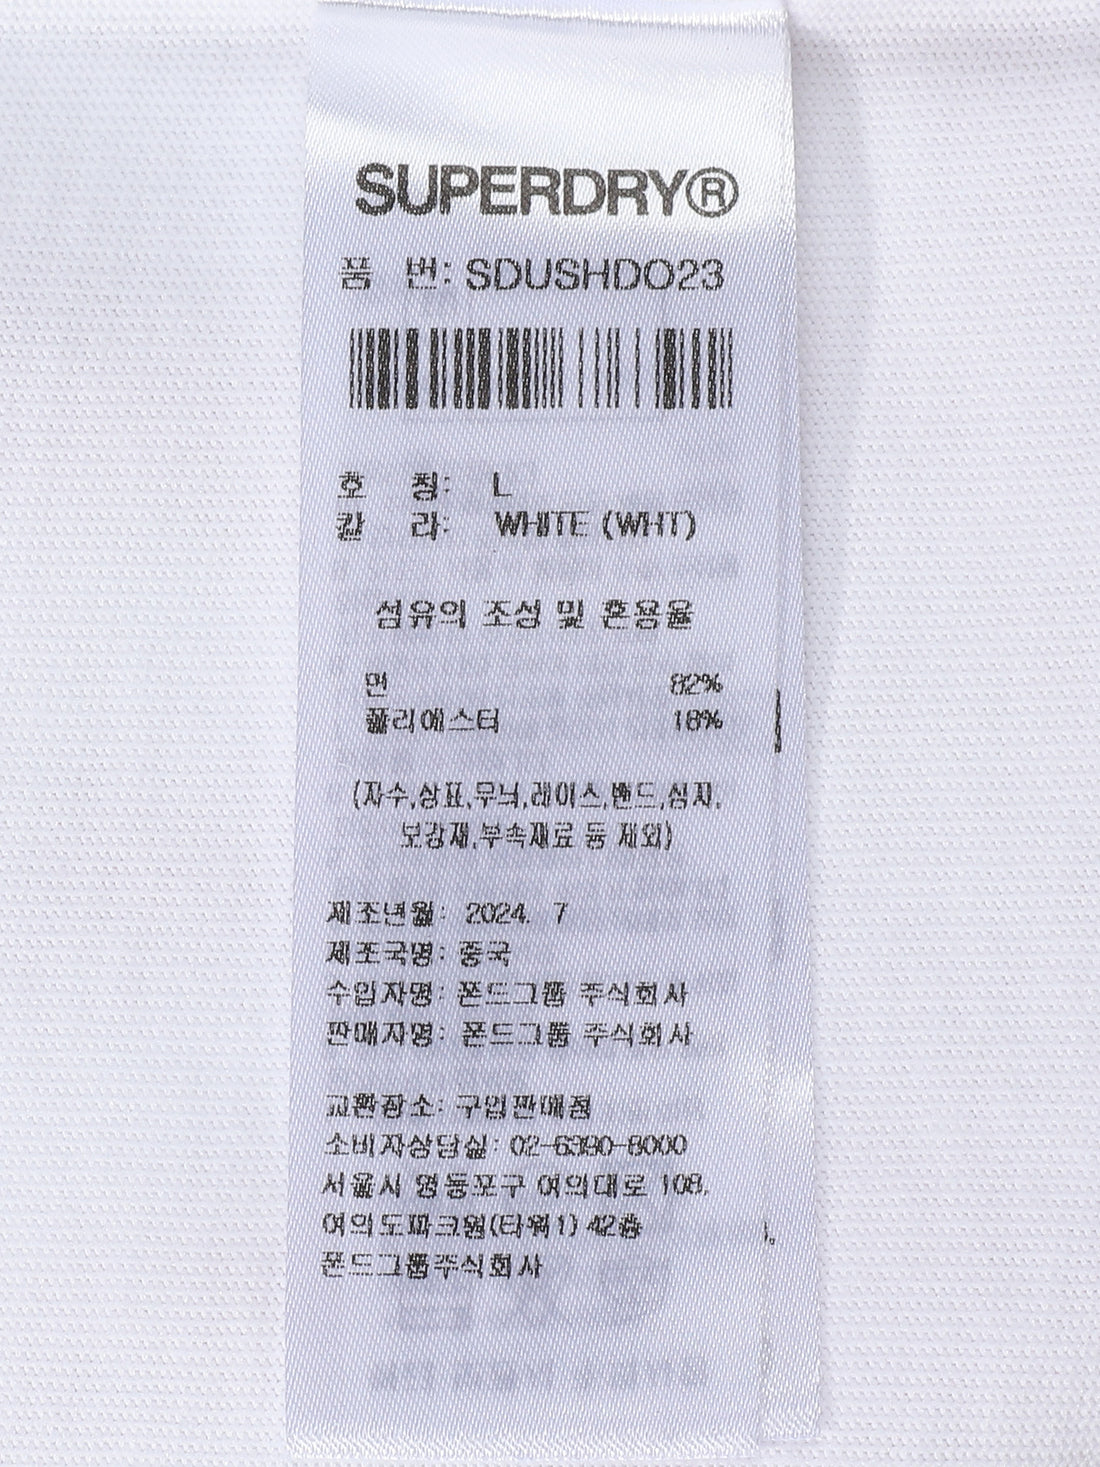 SUPERDRY®
품 번: SDUSHDO23
호 칭: L
칼 라: WHITE (WHT)
섬유의 조성 및 혼용율
면 82%
폴리에스터 18%
(자수,상표,무늬,레이스,밴드,심지,
보강재,부속재료 등 제외)
제조년월: 2024. 7
제조국명: 중국
수입자명: 폰드그룹 주식회사
판매자명: 폰드그룹 주식회사
교환장소: 구입판매점
소비자상담실: 02-6390-8000
서울시 영등포구 여의대로 108,
여의도파크원(타워1) 42층
폰드그룹주식회사